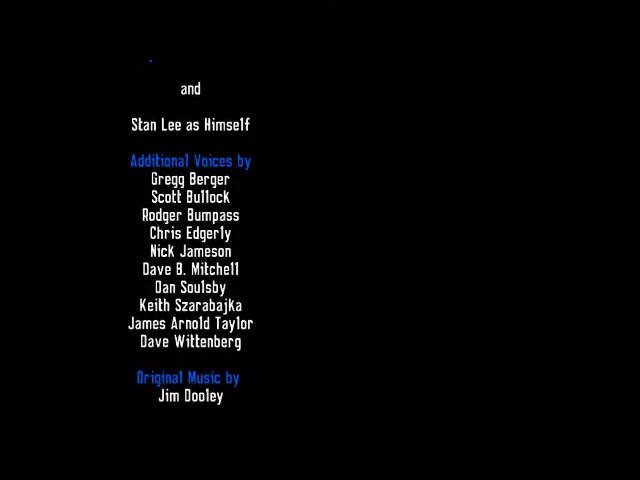 and
Stan Lee as Himself
Additional Voices by
Gregg Berger
Scott Bullock
Rodger Bumpass
Chris Edgerly
Nick Jameson
Dave B. Mitchell
Dan Soulsby
Keith Szarabajka
James Arnold Taylor
Dave Wittenberg
Original Music by
Jim Dooley